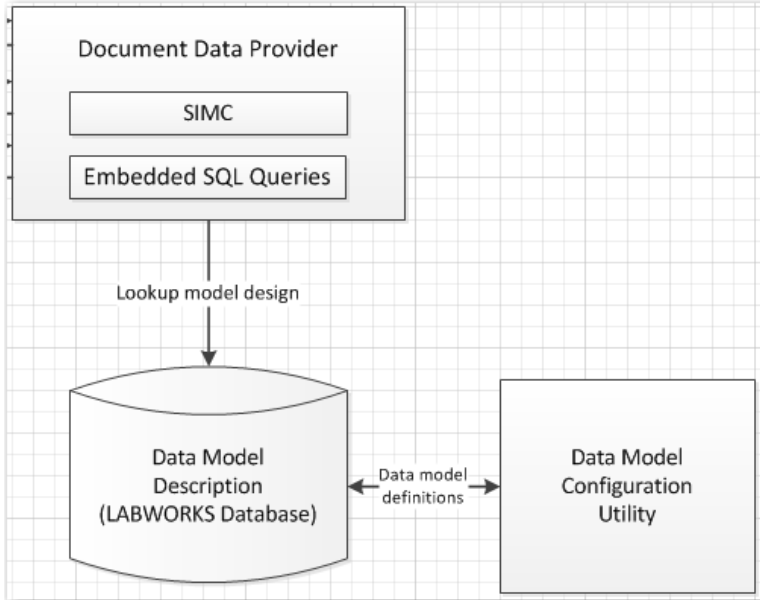 Document Data Provider
SIMC
Embedded SQL Queries
Lookup model design
Data Model
Description
(LABWORKS Database)
Data model
definitions
Data Model
Configuration
Utility